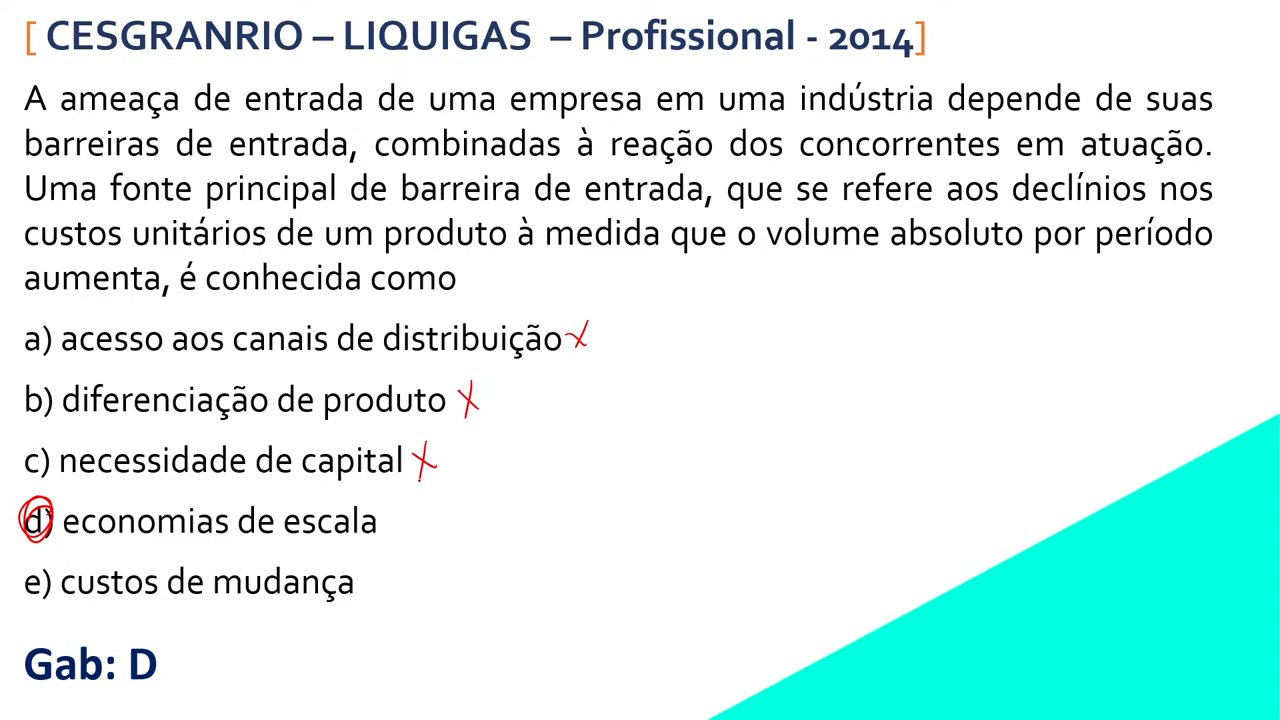 [ CESGRANRIO – LIQUIGAS – Profissional - 2014]
A ameaça de entrada de uma empresa em uma indústria depende de suas
barreiras de entrada, combinadas à reação dos concorrentes em atuação.
Uma fonte principal de barreira de entrada, que se refere aos declínios nos
custos unitários de um produto à medida que o volume absoluto por período
aumenta, é conhecida como
a) acesso aos canais de distribuição
b) diferenciação de produto
c) necessidade de capital
d) economias de escala
e) custos de mudança
Gab: D